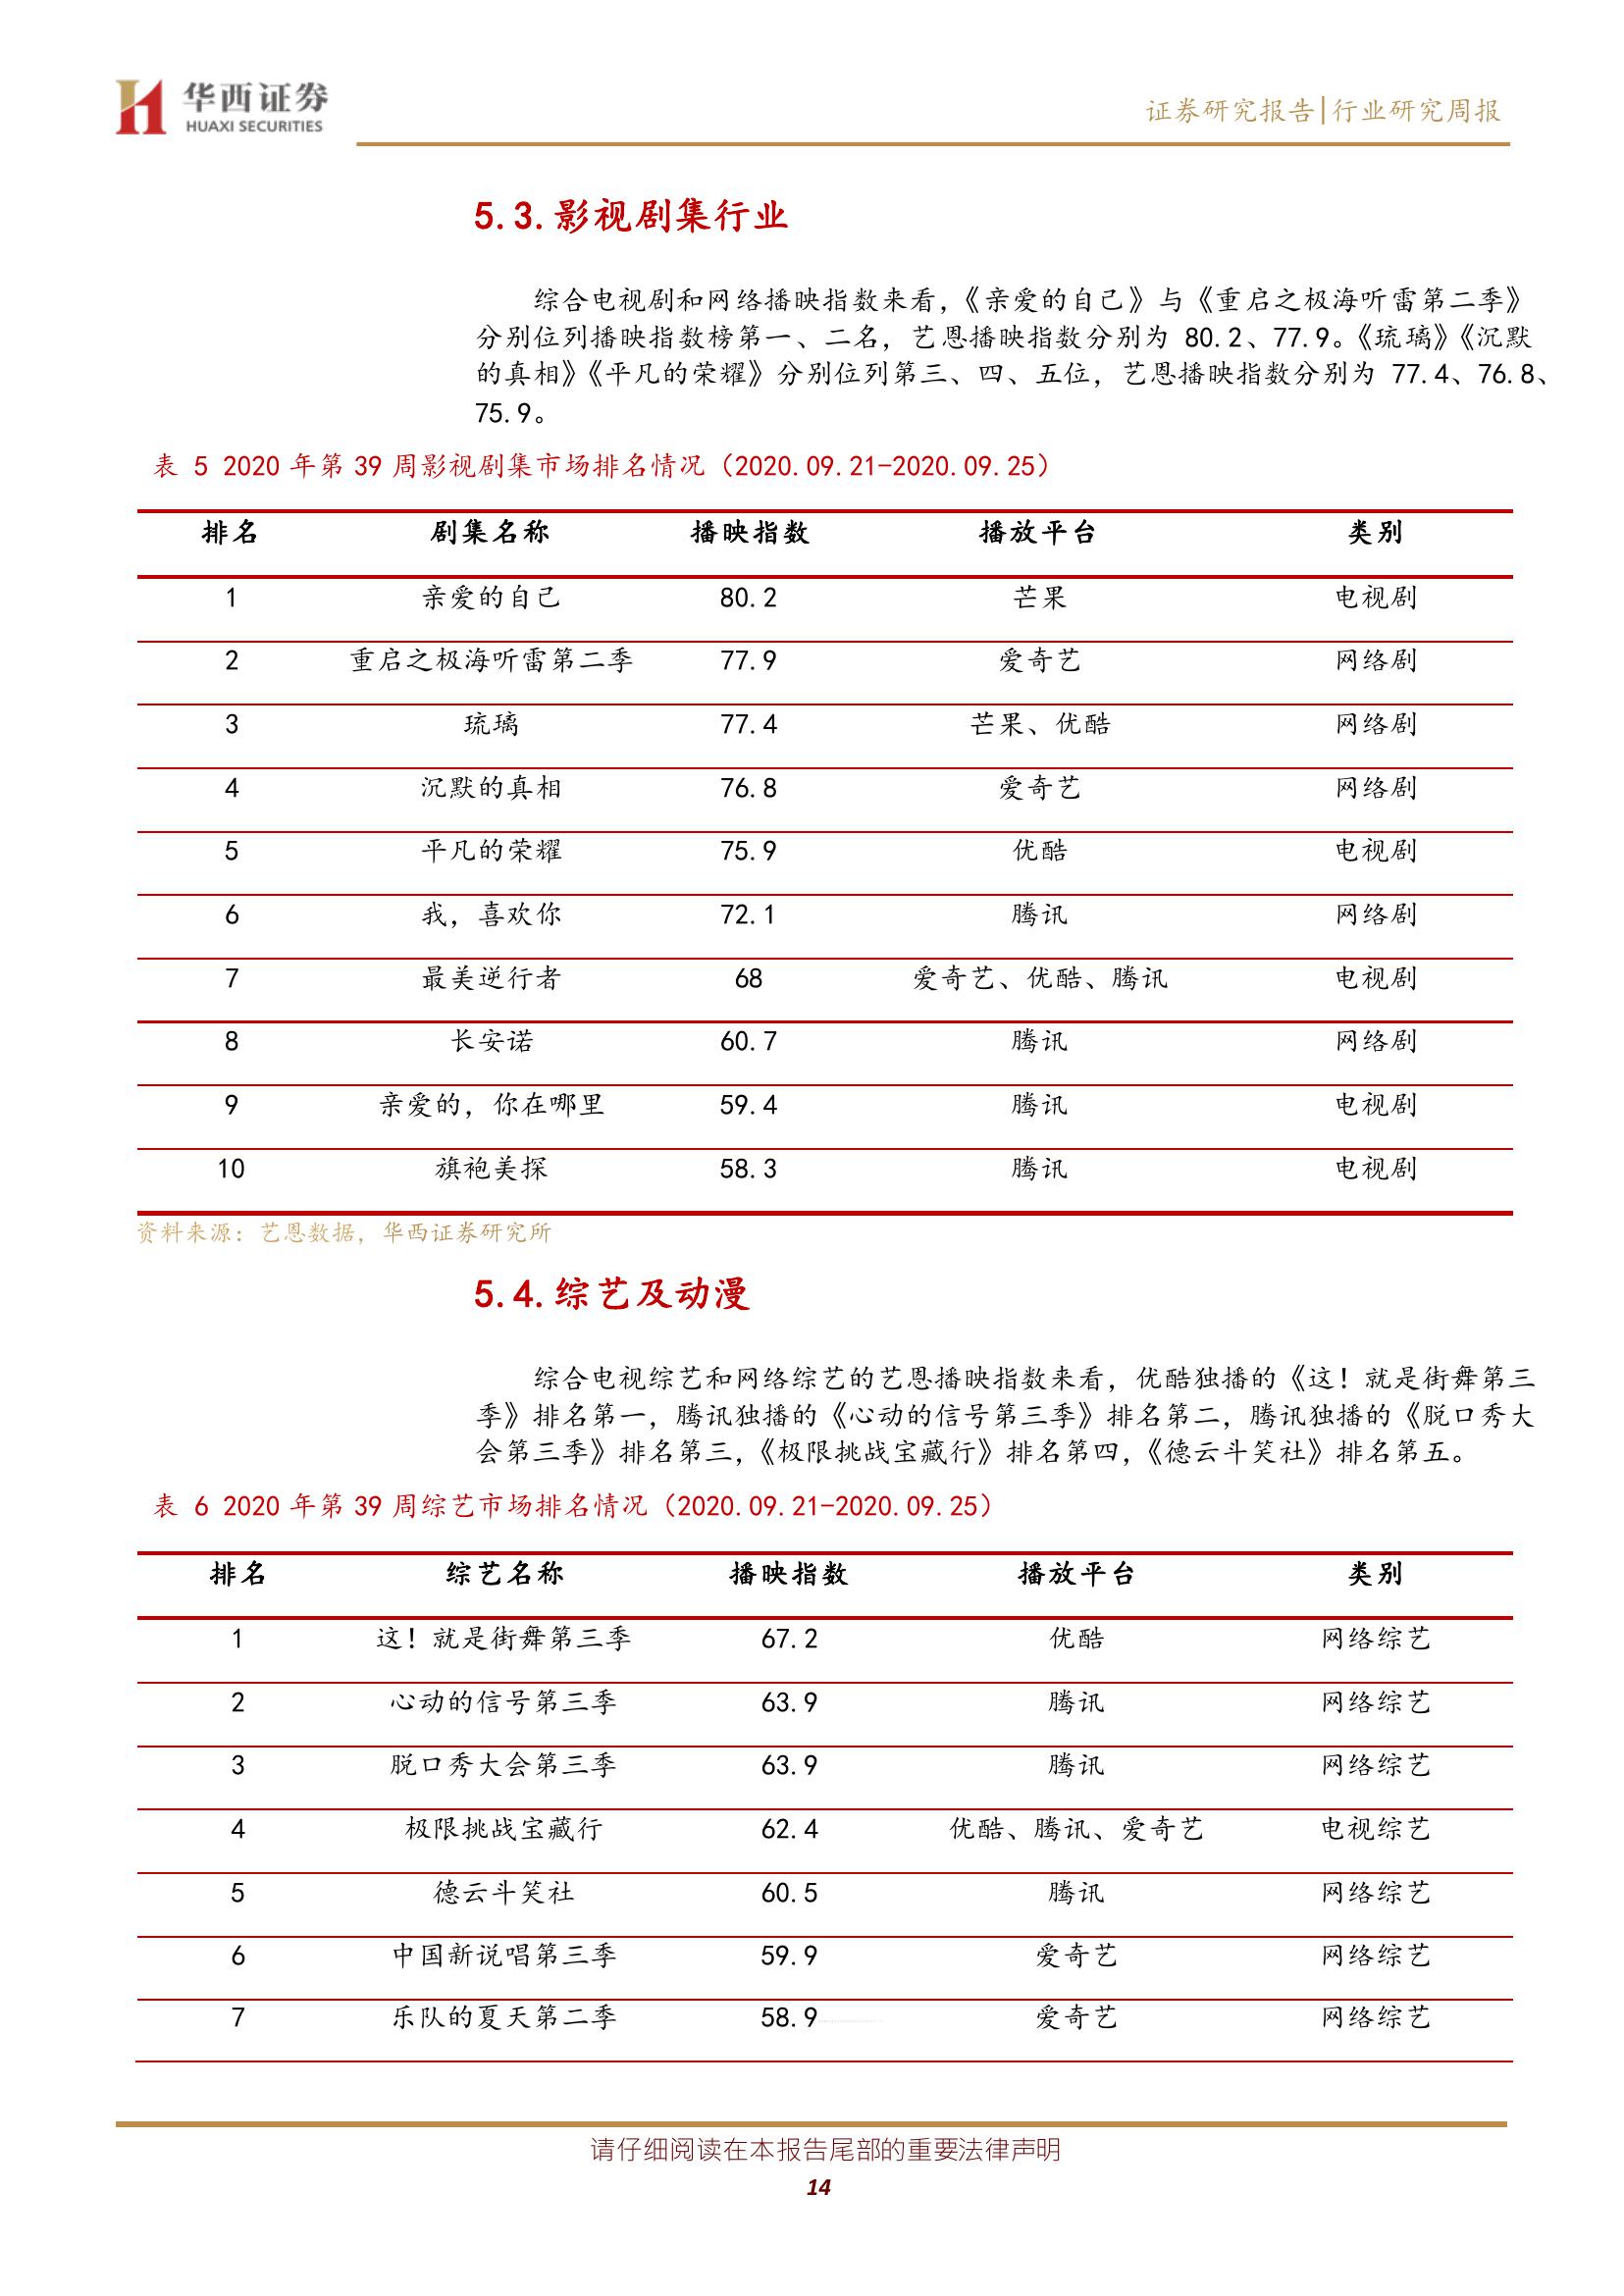 华西证券
HUAXI SECURITIES
证券研究报告|行业研究周报
5.3.影视剧集行业
综合电视剧和网络播映指数来看,《亲爱的自己》与《重启之极海听雷第二季》
分别位列播映指数榜第一、二名，艺恩播映指数分别为 80.2、77.9。《琉璃》《沉默
的真相》《平凡的荣耀》分别位列第三、四、五位，艺恩播映指数分别为 77.4、76.8、
75.9。
表 5 2020 年第 39 周影视剧集市场排名情况（2020.09.21-2020.09.25）
排名 剧集名称 播映指数 播放平台 类别
1 亲爱的自己 80.2 芒果 电视剧
2 重启之极海听雷第二季 77.9 爱奇艺 网络剧
3 琉璃 77.4 芒果、优酷 网络剧
4 沉默的真相 76.8 爱奇艺 网络剧
5 平凡的荣耀 75.9 优酷 电视剧
6 我，喜欢你 72.1 腾讯 网络剧
7 最美逆行者 68 爱奇艺、优酷、腾讯 电视剧
8 长安诺 60.7 腾讯 网络剧
9 亲爱的，你在哪里 59.4 腾讯 电视剧
10 旗袍美探 58.3 腾讯 电视剧
资料来源：艺恩数据，华西证券研究所
5.4.综艺及动漫
综合电视综艺和网络综艺的艺恩播映指数来看，优酷独播的《这！就是街舞第三
季》排名第一，腾讯独播的《心动的信号第三季》排名第二，腾讯独播的《脱口秀大
会第三季》排名第三,《极限挑战宝藏行》排名第四,《德云斗笑社》排名第五。
表 6 2020 年第 39 周综艺市场排名情况（2020.09.21-2020.09.25）
排名 综艺名称 播映指数 播放平台 类别
1 这！就是街舞第三季 67.2 优酷 网络综艺
2 心动的信号第三季 63.9 腾讯 网络综艺
3 脱口秀大会第三季 63.9 腾讯 网络综艺
4 极限挑战宝藏行 62.4 优酷、腾讯、爱奇艺 电视综艺
5 德云斗笑社 60.5 腾讯 网络综艺
6 中国新说唱第三季 59.9 爱奇艺 网络综艺
7 乐队的夏天第二季 58.9 爱奇艺 网络综艺
请仔细阅读在本报告尾部的重要法律声明
14